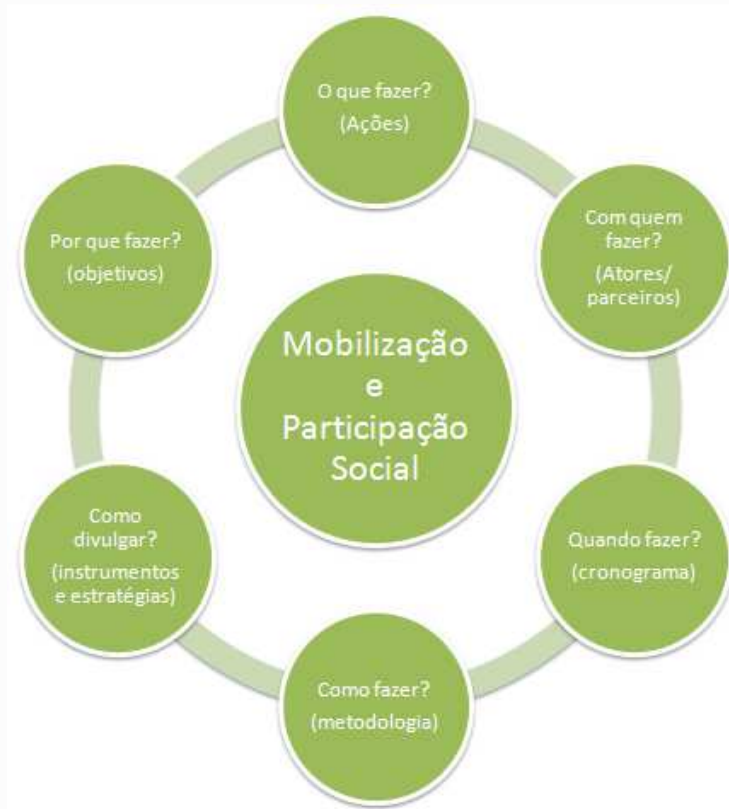 O que fazer?
(Ações)
Com quem
fazer?
(Atores/
parceiros)
Quando fazer?
(cronograma)
Como fazer?
(metodologia)
Como
divulgar?
(instrumentos
e estratégias)
Por que fazer?
(objetivos)
Mobilização
e
Participação
Social